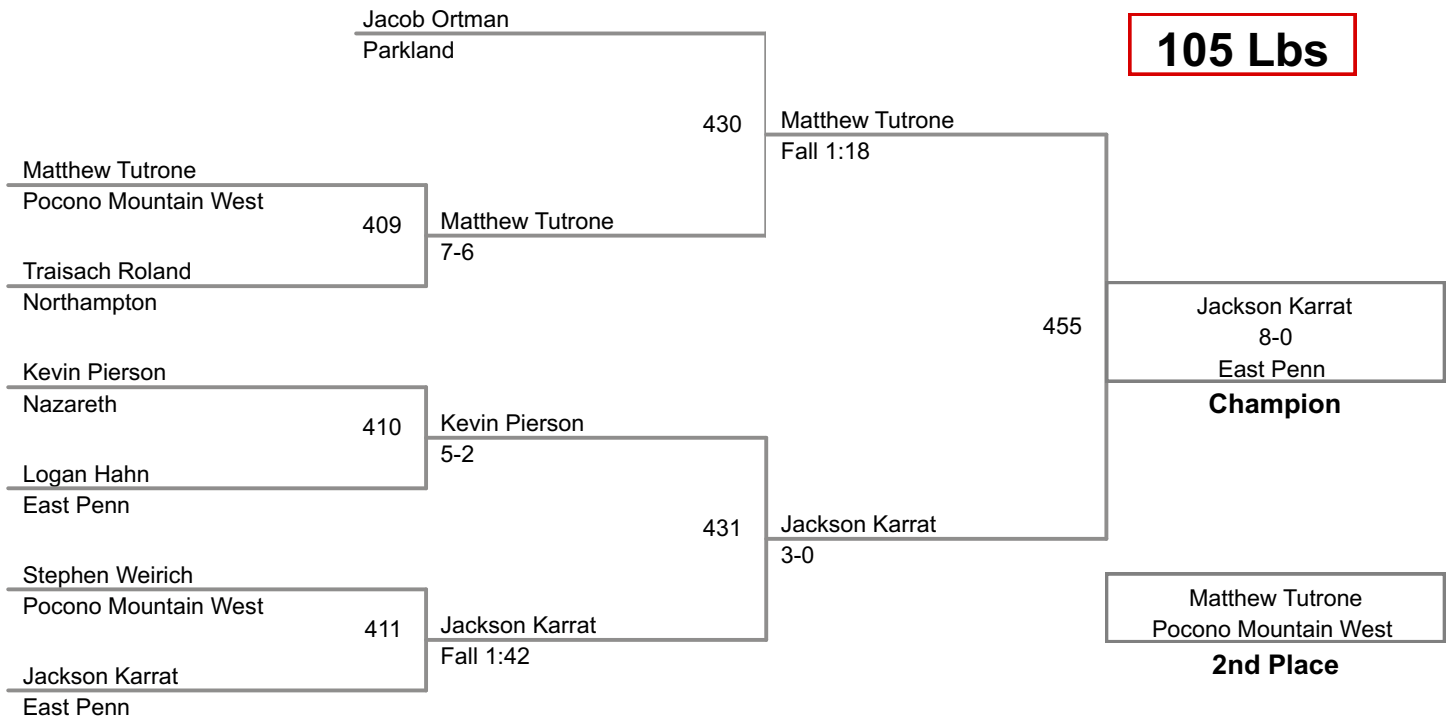 Jacob Ortman
Parkland
105 Lbs
430
Matthew Tutrone
Fall 1:18
Matthew Tutrone
Pocono Mountain West
409
Matthew Tutrone
7-6
Traisach Roland
Northampton
455
Jackson Karrat
8-0
East Penn
Champion
Kevin Pierson
Nazareth
410
Kevin Pierson
5-2
Logan Hahn
East Penn
431
Jackson Karrat
3-0
Stephen Weirich
Pocono Mountain West
411
Jackson Karrat
Fall 1:42
Jackson Karrat
East Penn
Matthew Tutrone
Pocono Mountain West
2nd Place